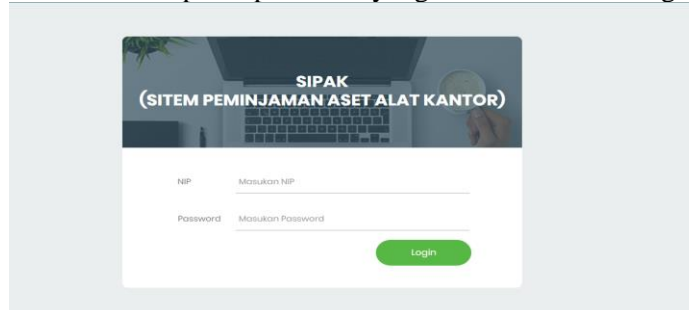 SIPAK
(SITEM PEMINJAMAN ASET ALAT KANTOR)
NIP Masukan NIP
Password Masukan Password
Login